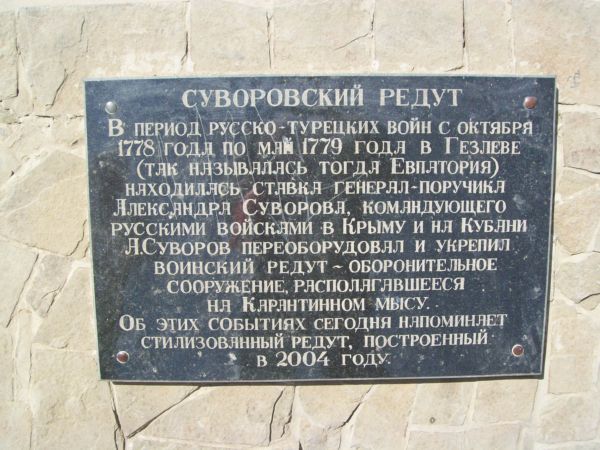 СУВОРОВСКИЙ РЕДУТ
В ПЕРИОД РУССКО-ТУРЕЦКИХ ВОЙН С ОКТЯБРЯ
1778 ГОДА ПО МАЙ 1779 ГОДА В ГЕЗЛЕВЕ
(ТАК НАЗЫВАЛАСЬ ТОГДА ЕВПАТОРИЯ)
НАХОДИЛАСЬ СТАВКА ГЕНЕРАЛ-ПОРУЧИКА
АЛЕКСАНДРА СУВОРОВА, КОМАНДУЮЩЕГО
РУССКИМИ ВОЙСКАМИ В КРЫМУ И НА КУБАНИ
А.СУВОРОВ ПЕРЕОБОРУДОВАЛ И УКРЕПИЛ
ВОИНСКИЙ РЕДУТ - ОБОРОНИТЕЛЬНОЕ
СООРУЖЕНИЕ, РАСПОЛАГАВШЕЕСЯ
НА КАРАНТИННОМ МЫСУ.
ОБ ЭТИХ СОБЫТИЯХ СЕГОДНЯ НАПОМИНАЕТ
СТИЛИЗОВАННЫЙ РЕДУТ, ПОСТРОЕННЫЙ
В 2004 ГОДУ.